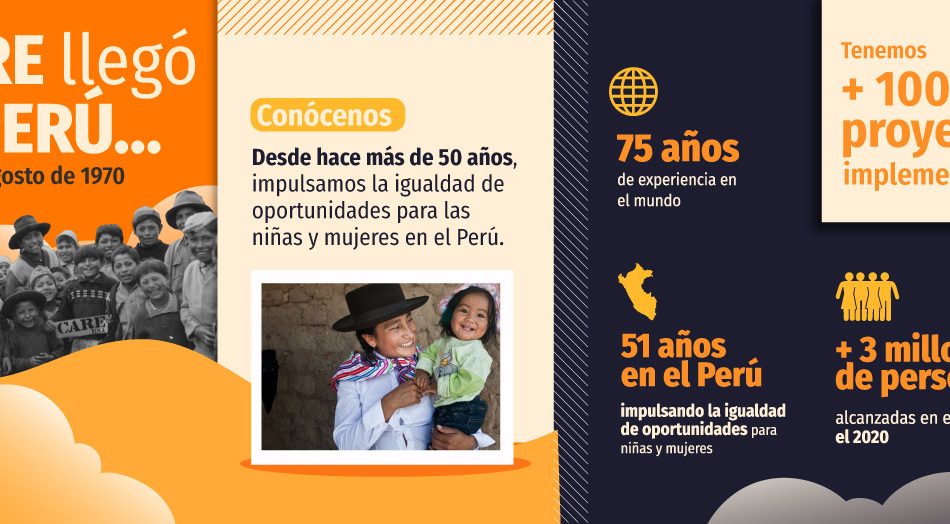 RE llegó
PERÚ...
gosto de 1970
CARE
Conócenos
Desde hace más de 50 años,
impulsamos la igualdad de
oportunidades para las
niñas y mujeres en el Perú.
75 años
de experiencia en
el mundo
51 años
en el Perú
impulsando la igualdad
de oportunidades para
niñas y mujeres
Tenemos
+ 100
proye
impleme
+ 3 millo
de pers
alcanzadas en e
el 2020